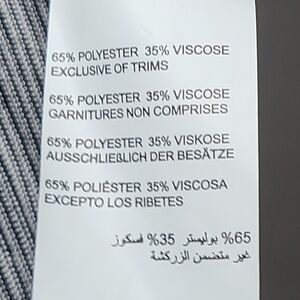 65% POLYESTER 35% VISCOSE
EXCLUSIVE OF TRIMS
65% POLYESTER 35% VISCOSE
GARNITURES NON COMPRISES
65% POLYESTER 35% VISKOSE
AUSSCHLIEßLICH DER BESÄTZE
65% POLIÉSTER 35% VISCOSA
EXCEPTO LOS RIBETES
65% بوليستر 35% فسكوز
غير متضمن الزركشة